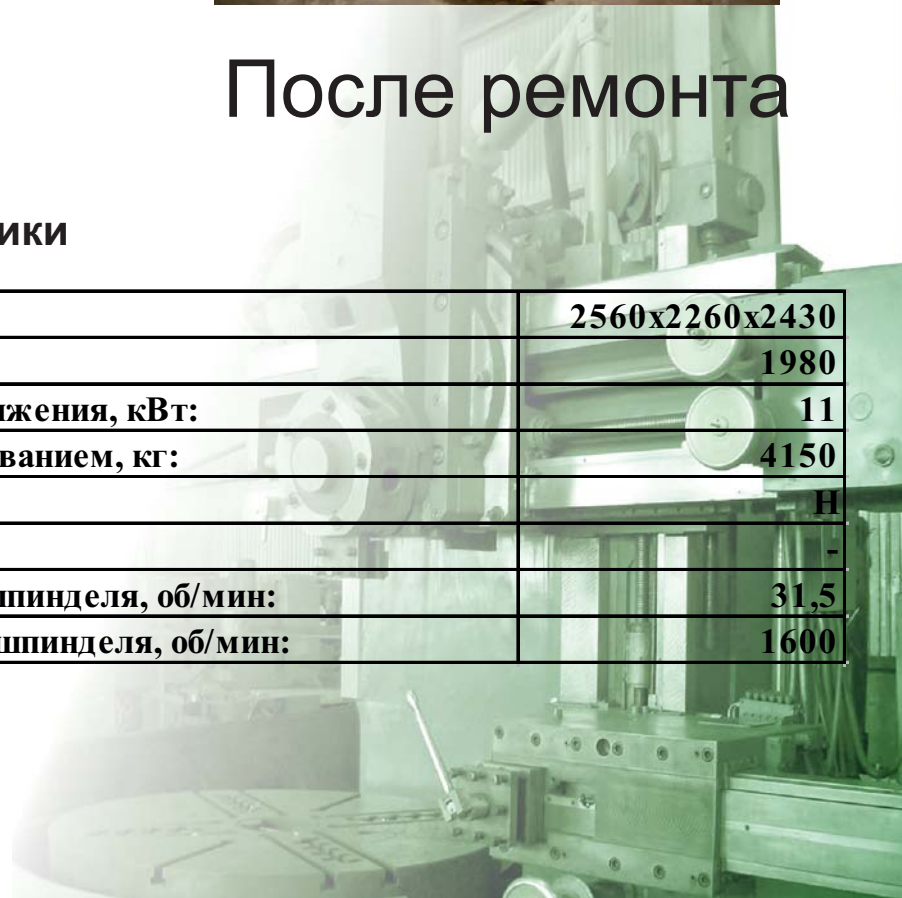 После ремонта
ики
2560х2260х2430
1980
жения, кВт: 11
ванием, кг: 4150
Н
-
шпинделя, об/мин: 31,5
шпинделя, об/мин: 1600